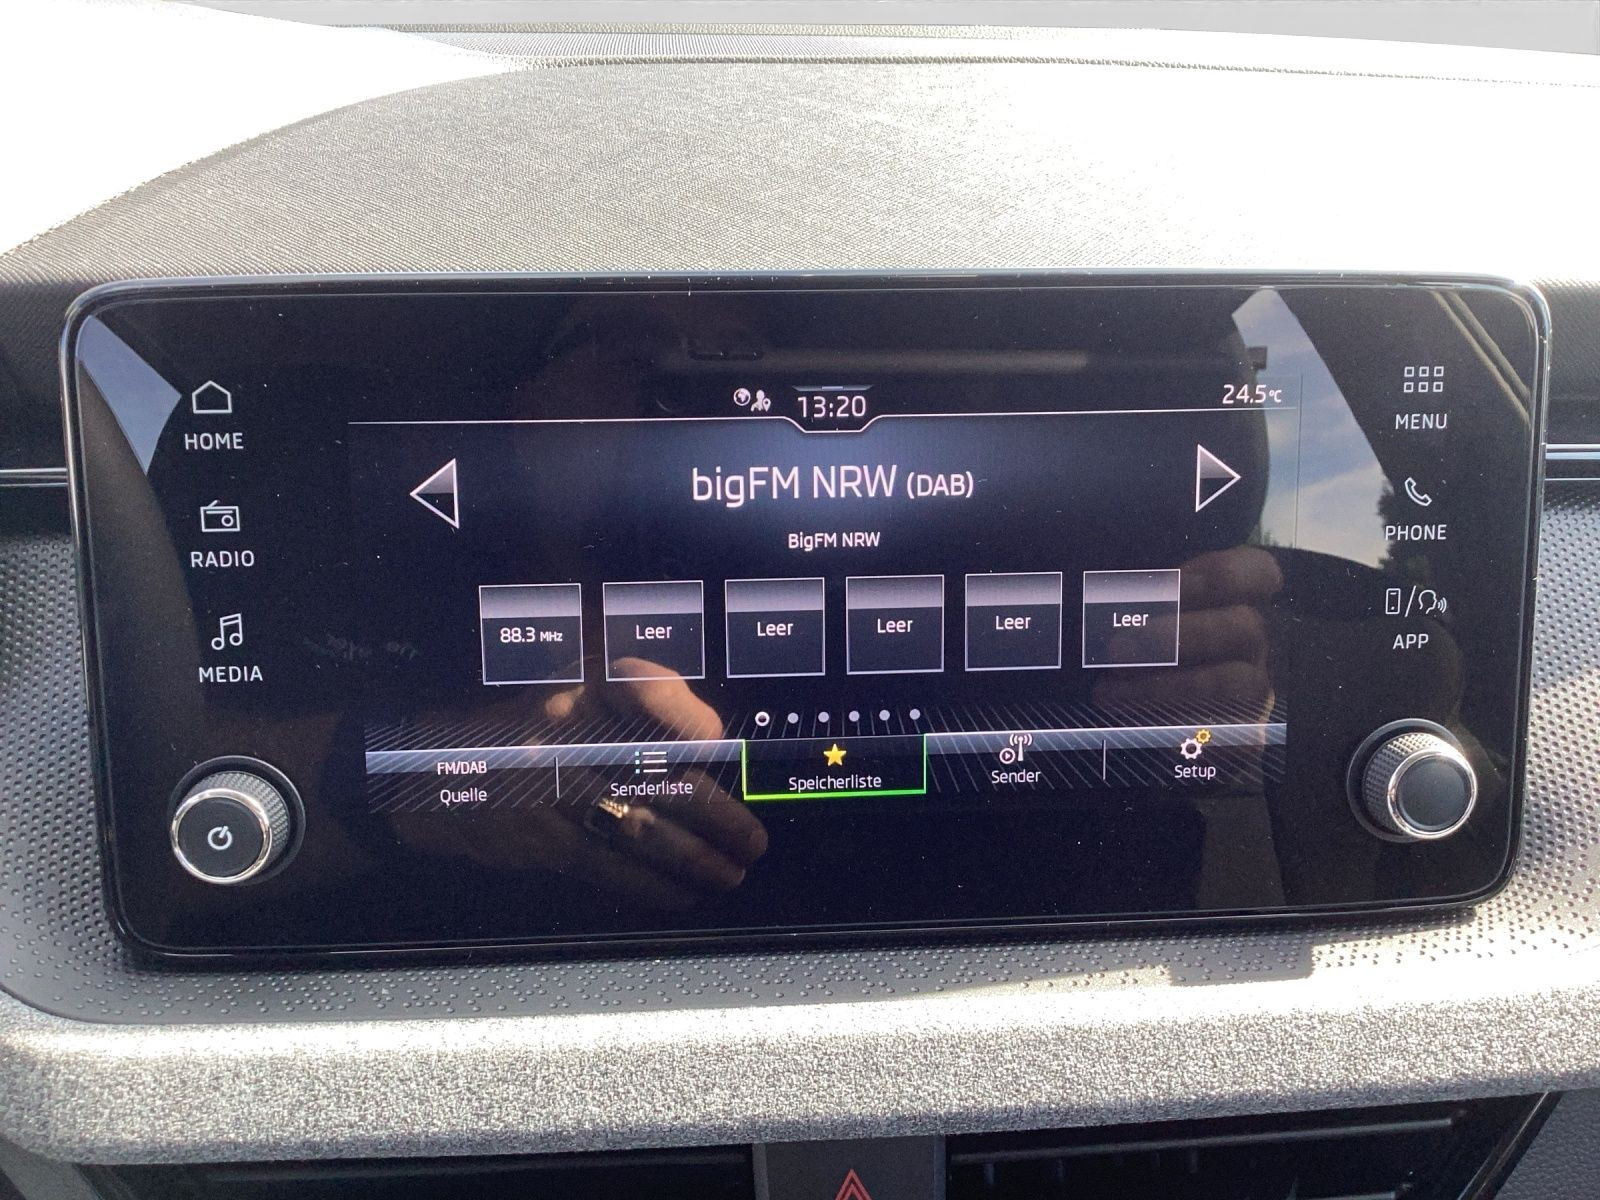 13:20
24.5°C
HOME
RADIO
MEDIA
bigFM NRW (DAB)
BigFM NRW
88.3 MHz
Leer
Leer
Leer
Leer
Leer
FM/DAB
Quelle
Senderliste
Speicherliste
Sender
Setup
MENU
PHONE
APP